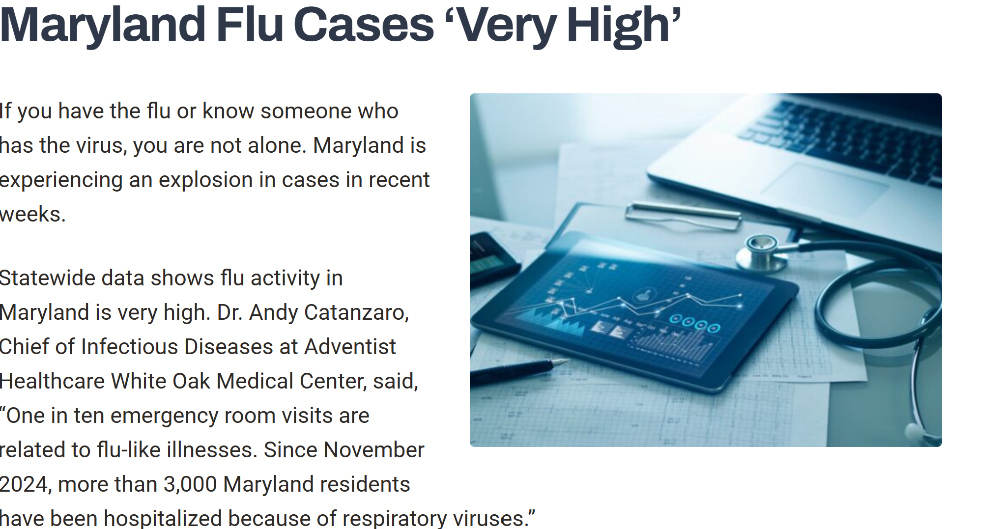 Maryland Flu Cases ‘Very High’
If you have the flu or know someone who
has the virus, you are not alone. Maryland is
experiencing an explosion in cases in recent
weeks.
Statewide data shows flu activity in
Maryland is very high. Dr. Andy Catanzaro,
Chief of Infectious Diseases at Adventist
Healthcare White Oak Medical Center, said,
“One in ten emergency room visits are
related to flu-like illnesses. Since November
2024, more than 3,000 Maryland residents
have been hospitalized because of respiratory viruses.”
100